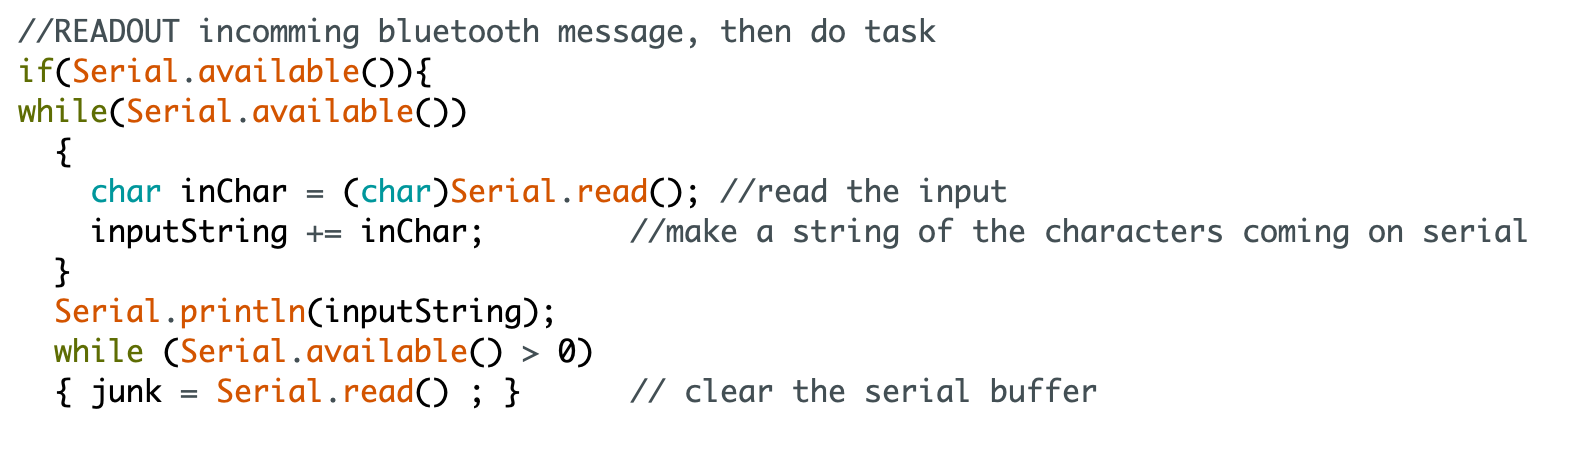 //READOUT incomming bluetooth message, then do task
if(Serial.available()){
while(Serial.available())
  {
    char inChar = (char)Serial.read(); //read the input
    inputString += inChar;        //make a string of the characters coming on serial
  }
  Serial.println(inputString);
  while (Serial.available() > 0)
  { junk = Serial.read() ; }      // clear the serial buffer